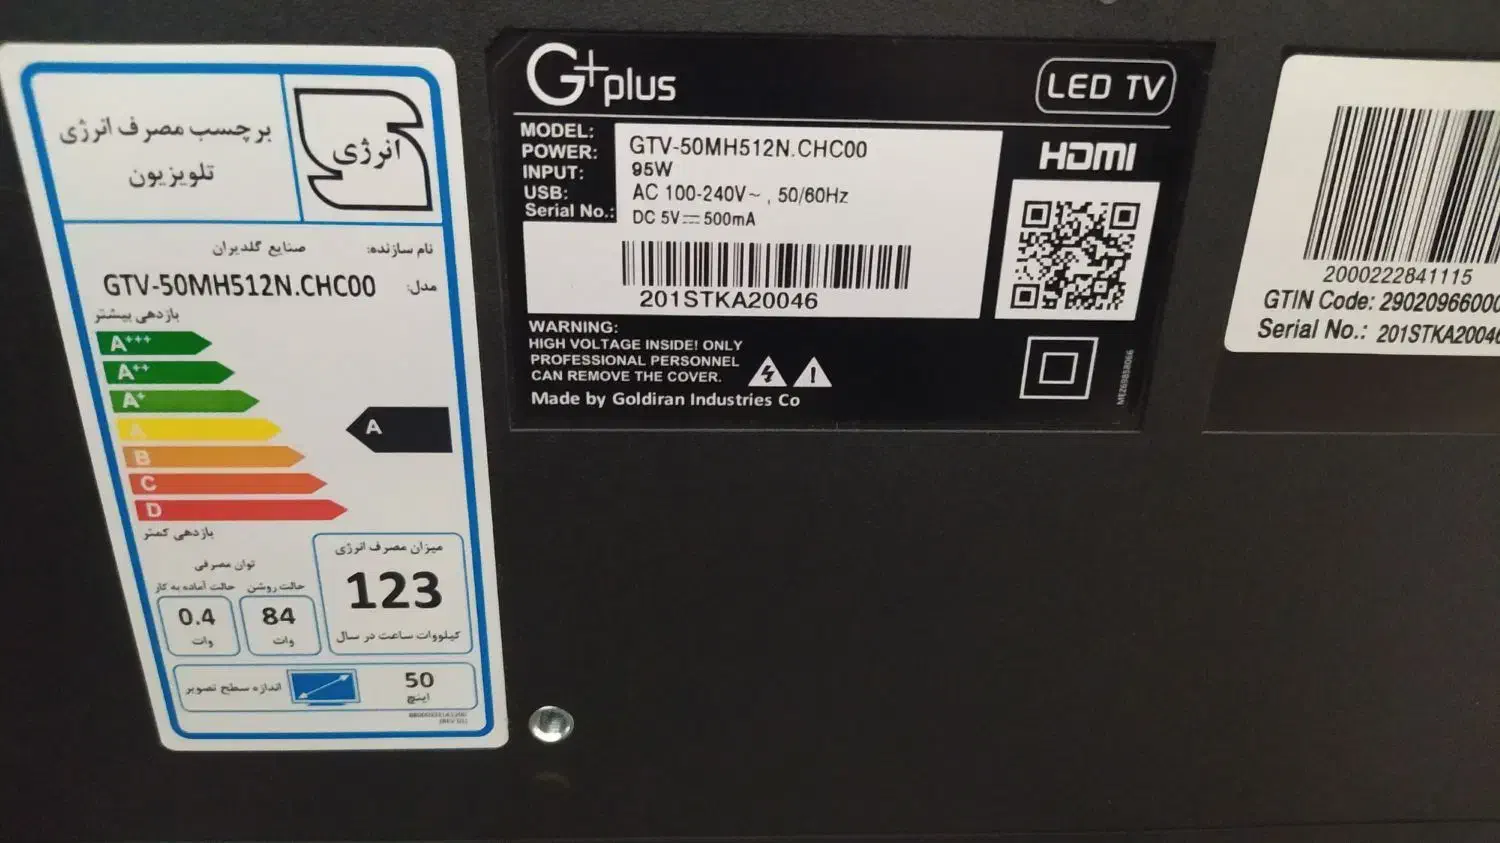 برچسب مصرف انرژی
تلویزیون
انرژی
نام سازنده: صنایع گلدیران
مدل: GTV-50MH512N.CHC00
بازدهی بیشتر
A+++
A++
A+
A
B
C
D
A
بازدهی کمتر
توان مصرفی
حالت روشن حالت آماده به کار
84 0.4
وات وات
میزان مصرف انرژی
123
کیلووات ساعت در سال
اندازه سطح تصویر
50
اینچ
G+plus
LED TV
MODEL: GTV-50MH512N.CHC00
POWER: 95W
INPUT: AC 100-240V~, 50/60Hz
USB: DC 5V⎓500mA
Serial No.:
201STKA20046
HDMI
WARNING:
HIGH VOLTAGE INSIDE! ONLY
PROFESSIONAL PERSONNEL
CAN REMOVE THE COVER.
Made by Goldiran Industries Co
2000222841115
GTIN Code: 29020966000
Serial No.: 201STKA20046